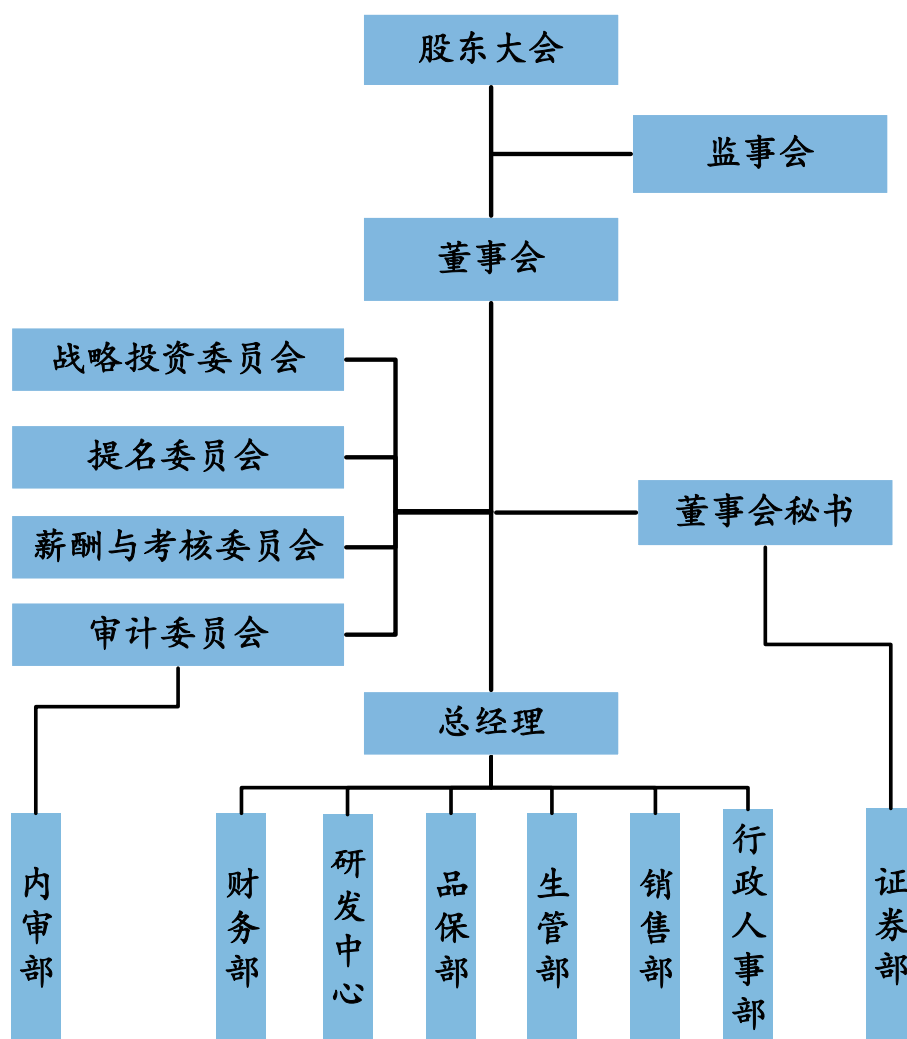 股东大会
监事会
董事会
战略投资委员会
提名委员会
董事会秘书
薪酬与考核委员会
审计委员会
总经理
内审部
财务部
研发中心
品保部
生管部
销售部
行政人事部
证券部